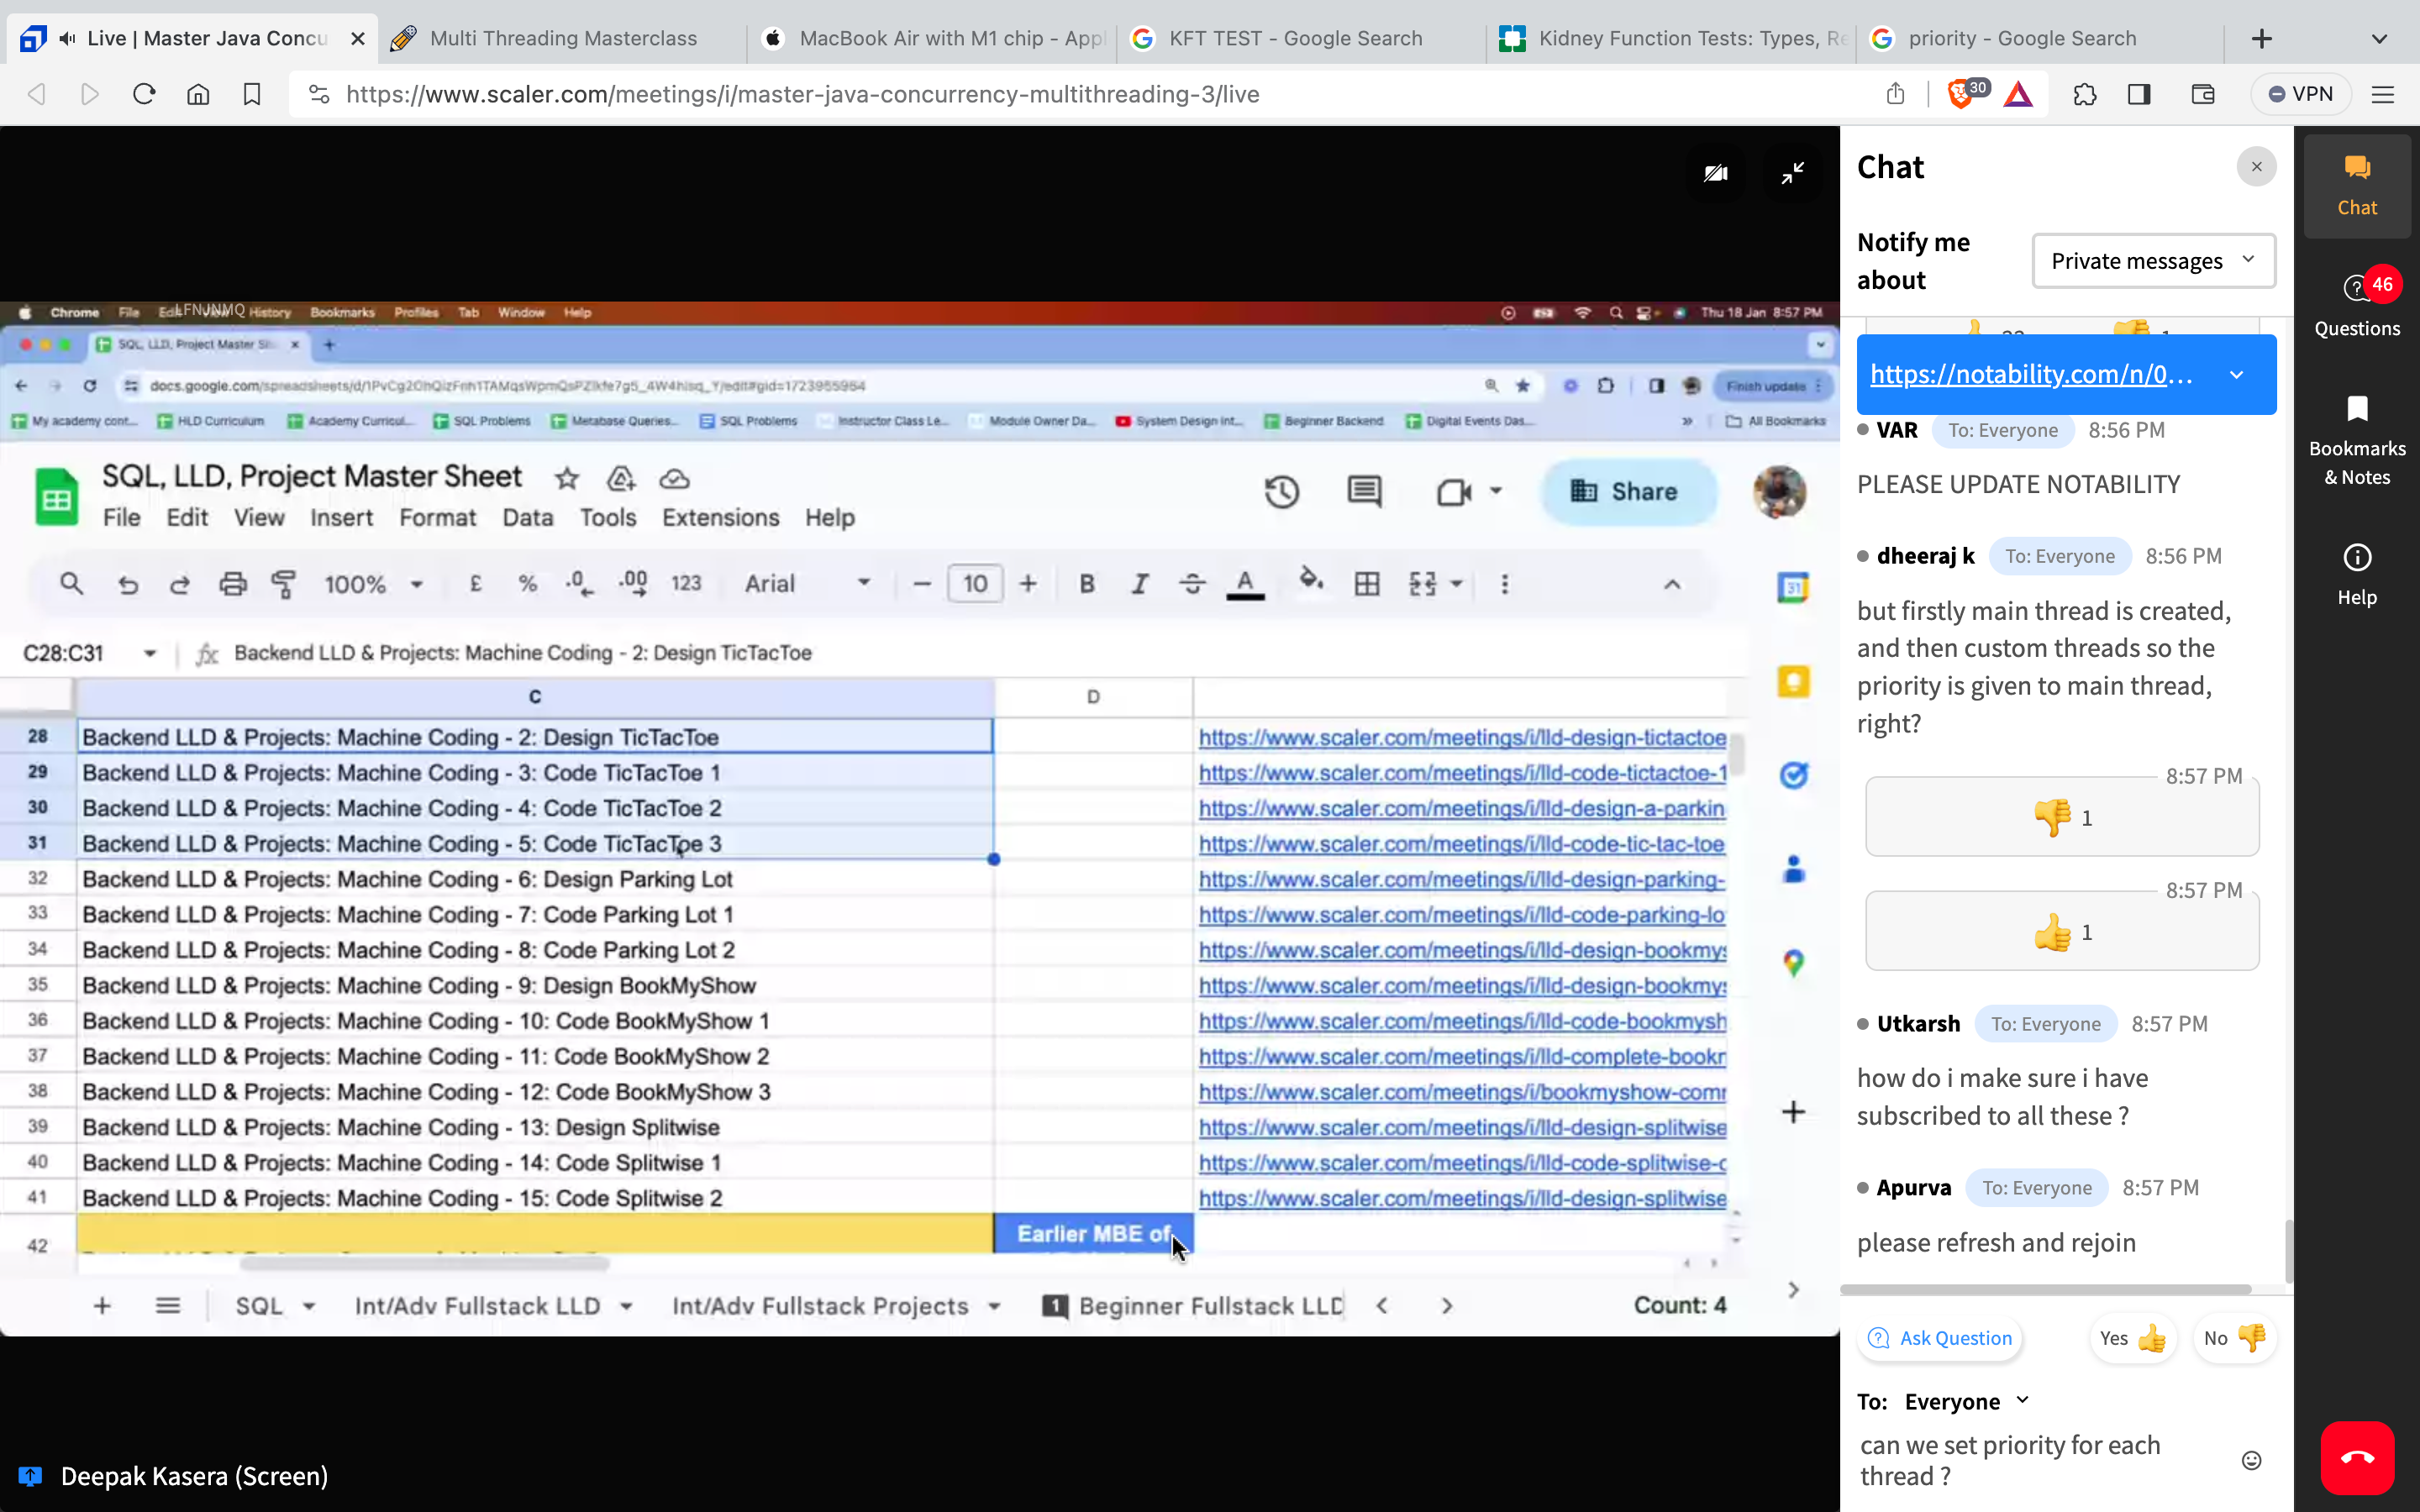 Live | Master Java Concu
Multi Threading Masterclass
MacBook Air with M1 chip - Appl
KFT TEST - Google Search
Kidney Function Tests: Types, Re
priority - Google Search
https://www.scaler.com/meetings/i/master-java-concurrency-multithreading-3/live
30
VPN
Chrome File Edit View History Bookmarks Profiles Tab Window Help
LFNJNMQ
Thu 18 Jan 8:57 PM
SQL, LLD, Project Master Sh
Finish update
My academy cont... HLD Curriculum Academy Curricul... SQL Problems Metabase Queries... SQL Problems Instructor Class Le... Module Owner Da... System Design Int... Beginner Backend Digital Events Das... » All Bookmarks
SQL, LLD, Project Master Sheet
File Edit View Insert Format Data Tools Extensions Help
Share
100% £ % .0 .00 123 Arial − 10 + B I S A
31
C28:C31 fx Backend LLD & Projects: Machine Coding - 2: Design TicTacToe
C D
28 Backend LLD & Projects: Machine Coding - 2: Design TicTacToe https://www.scaler.com/meetings/i/lld-design-tictactoe
29 Backend LLD & Projects: Machine Coding - 3: Code TicTacToe 1 https://www.scaler.com/meetings/i/lld-code-tictactoe-1
30 Backend LLD & Projects: Machine Coding - 4: Code TicTacToe 2 https://www.scaler.com/meetings/i/lld-design-a-parkin
31 Backend LLD & Projects: Machine Coding - 5: Code TicTacToe 3 https://www.scaler.com/meetings/i/lld-code-tic-tac-toe
32 Backend LLD & Projects: Machine Coding - 6: Design Parking Lot https://www.scaler.com/meetings/i/lld-design-parking-
33 Backend LLD & Projects: Machine Coding - 7: Code Parking Lot 1 https://www.scaler.com/meetings/i/lld-code-parking-lo
34 Backend LLD & Projects: Machine Coding - 8: Code Parking Lot 2 https://www.scaler.com/meetings/i/lld-design-bookmys
35 Backend LLD & Projects: Machine Coding - 9: Design BookMyShow https://www.scaler.com/meetings/i/lld-design-bookmys
36 Backend LLD & Projects: Machine Coding - 10: Code BookMyShow 1 https://www.scaler.com/meetings/i/lld-code-bookmysh
37 Backend LLD & Projects: Machine Coding - 11: Code BookMyShow 2 https://www.scaler.com/meetings/i/lld-complete-bookr
38 Backend LLD & Projects: Machine Coding - 12: Code BookMyShow 3 https://www.scaler.com/meetings/i/bookmyshow-comr
39 Backend LLD & Projects: Machine Coding - 13: Design Splitwise https://www.scaler.com/meetings/i/lld-design-splitwise
40 Backend LLD & Projects: Machine Coding - 14: Code Splitwise 1 https://www.scaler.com/meetings/i/lld-code-splitwise-c
41 Backend LLD & Projects: Machine Coding - 15: Code Splitwise 2 https://www.scaler.com/meetings/i/lld-design-splitwise
42 Earlier MBE of
+ SQL Int/Adv Fullstack LLD Int/Adv Fullstack Projects 1 Beginner Fullstack LLD Count: 4
Deepak Kasera (Screen)
Chat
Notify me about
Private messages
https://notability.com/n/0...
VAR To: Everyone 8:56 PM
PLEASE UPDATE NOTABILITY
dheeraj k To: Everyone 8:56 PM
but firstly main thread is created,
and then custom threads so the
priority is given to main thread,
right?
8:57 PM
👎 1
8:57 PM
👍 1
Utkarsh To: Everyone 8:57 PM
how do i make sure i have
subscribed to all these ?
Apurva To: Everyone 8:57 PM
please refresh and rejoin
Ask Question Yes 👍 No 👎
To: Everyone
can we set priority for each
thread ?
Chat
46
Questions
Bookmarks
& Notes
Help